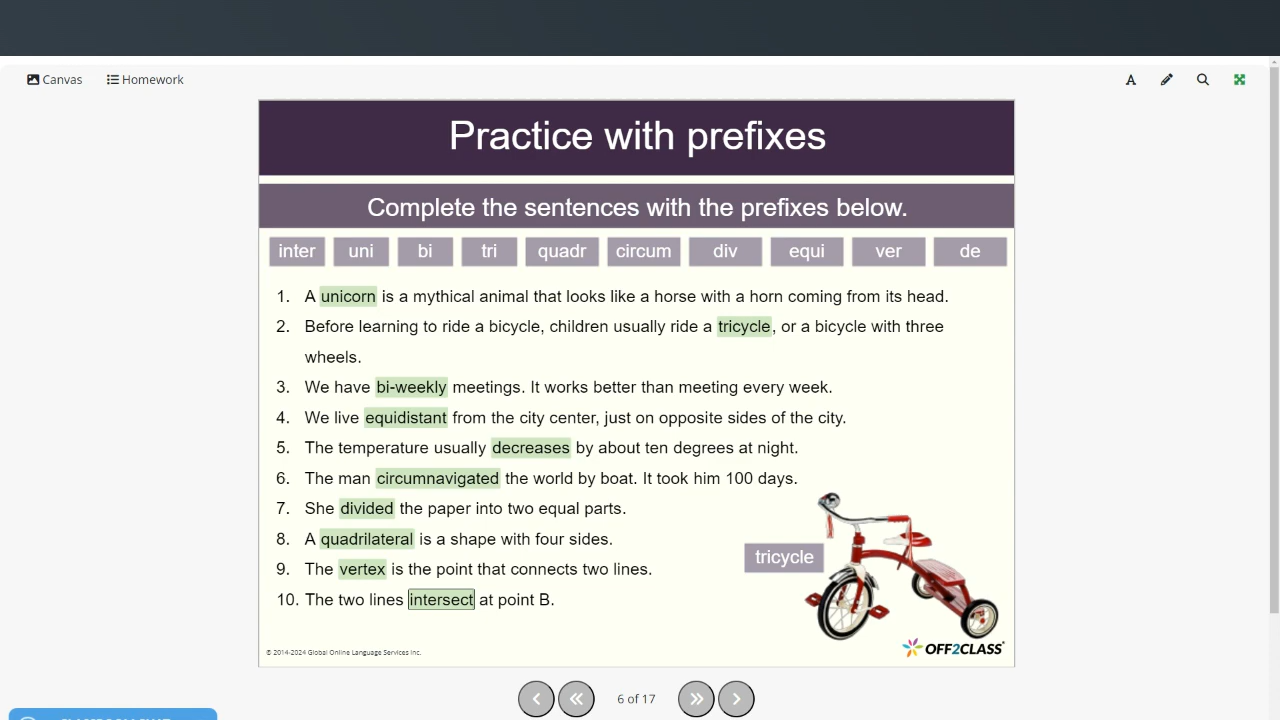 Canvas
Homework
A
Practice with prefixes
Complete the sentences with the prefixes below.
inter uni bi tri quadr circum div equi ver de
1. A unicorn is a mythical animal that looks like a horse with a horn coming from its head.
2. Before learning to ride a bicycle, children usually ride a tricycle, or a bicycle with three
wheels.
3. We have bi-weekly meetings. It works better than meeting every week.
4. We live equidistant from the city center, just on opposite sides of the city.
5. The temperature usually decreases by about ten degrees at night.
6. The man circumnavigated the world by boat. It took him 100 days.
7. She divided the paper into two equal parts.
8. A quadrilateral is a shape with four sides.
9. The vertex is the point that connects two lines.
10. The two lines intersect at point B.
tricycle
© 2014-2024 Global Online Language Services Inc.
OFF2CLASS
6 of 17